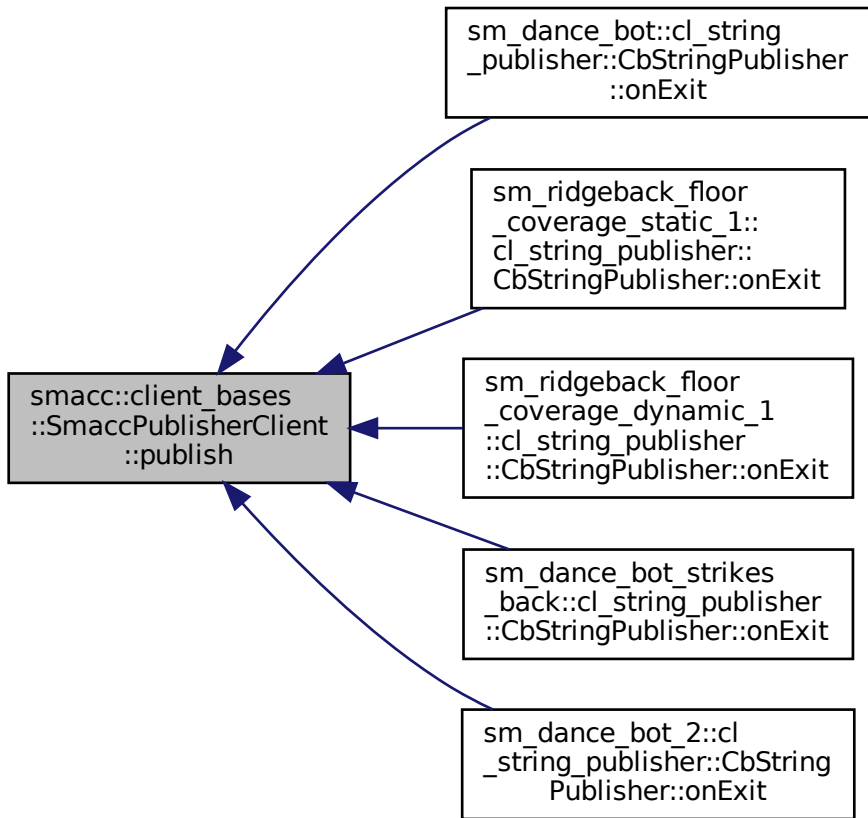 sm_dance_bot::cl_string
_publisher::CbStringPublisher
::onExit
sm_ridgeback_floor
_coverage_static_1::
cl_string_publisher::
CbStringPublisher::onExit
smacc::client_bases
::SmaccPublisherClient
::publish
sm_ridgeback_floor
_coverage_dynamic_1
::cl_string_publisher
::CbStringPublisher::onExit
sm_dance_bot_strikes
_back::cl_string_publisher
::CbStringPublisher::onExit
sm_dance_bot_2::cl
_string_publisher::CbString
Publisher::onExit